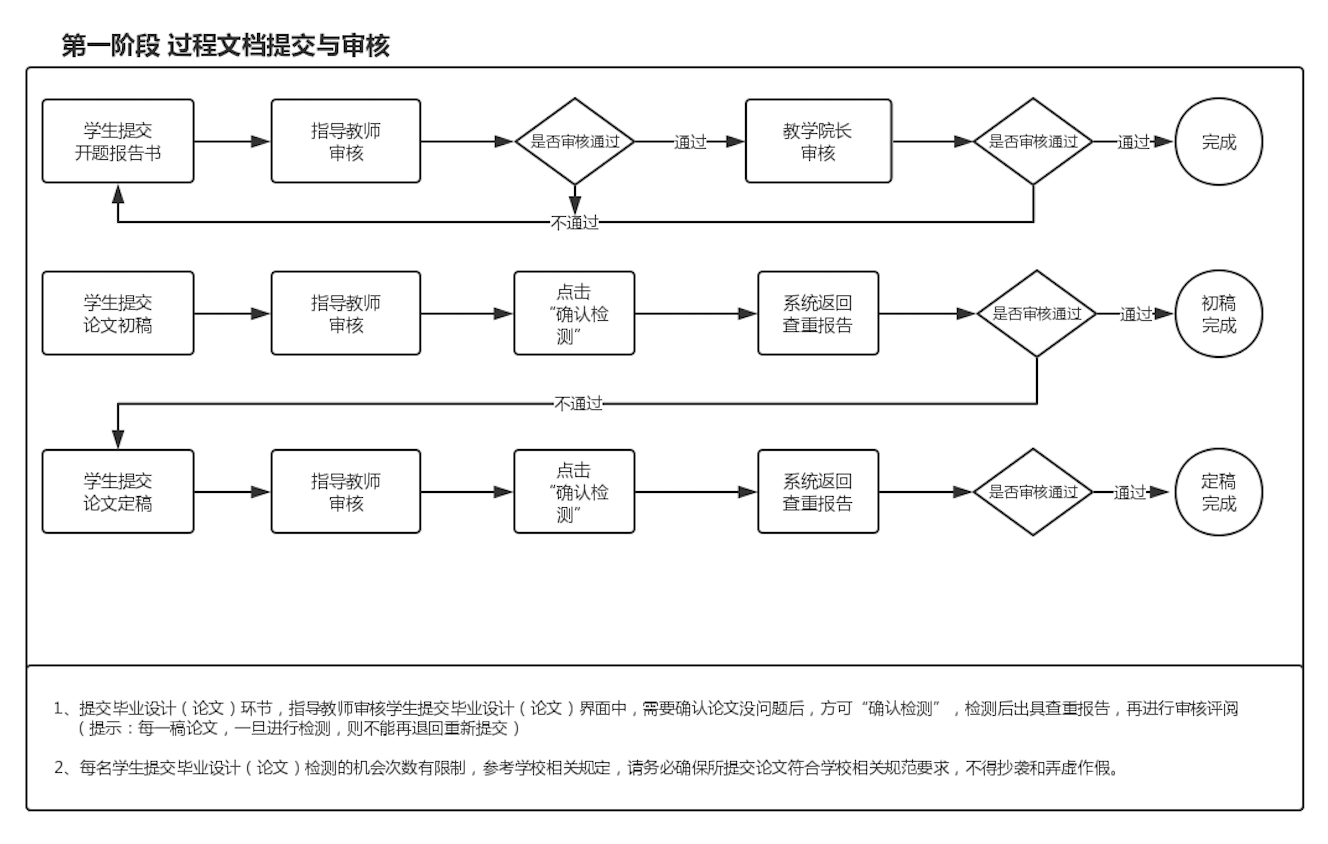 第一阶段 过程文档提交与审核
学生提交
开题报告书
指导教师
审核
是否审核通过
通过
教学院长
审核
是否审核通过
通过
完成
不通过
学生提交
论文初稿
指导教师
审核
点击
“确认检
测”
系统返回
查重报告
是否审核通过
通过
初稿
完成
不通过
学生提交
论文定稿
指导教师
审核
点击
“确认检
测”
系统返回
查重报告
是否审核通过
通过
定稿
完成
1、提交毕业设计（论文）环节，指导教师审核学生提交毕业设计（论文）界面中，需要确认论文没问题后，方可“确认检测”，检测后出具查重报告，再进行审核评阅
（提示：每一稿论文，一旦进行检测，则不能再退回重新提交）
2、每名学生提交毕业设计（论文）检测的机会次数有限制，参考学校相关规定，请务必确保所提交论文符合学校相关规范要求，不得抄袭和弄虚作假。